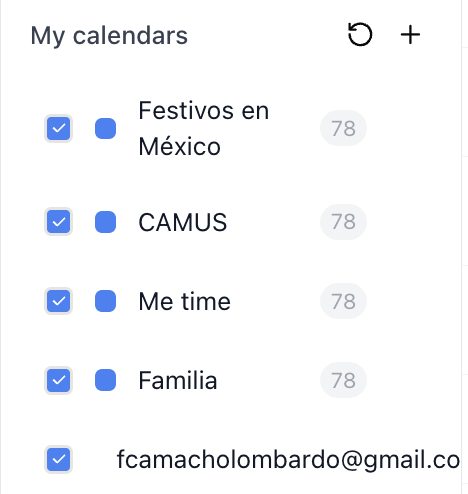 My calendars
Festivos en
México
78
CAMUS
78
Me time
78
Familia
78
fcamacholombardo@gmail.co